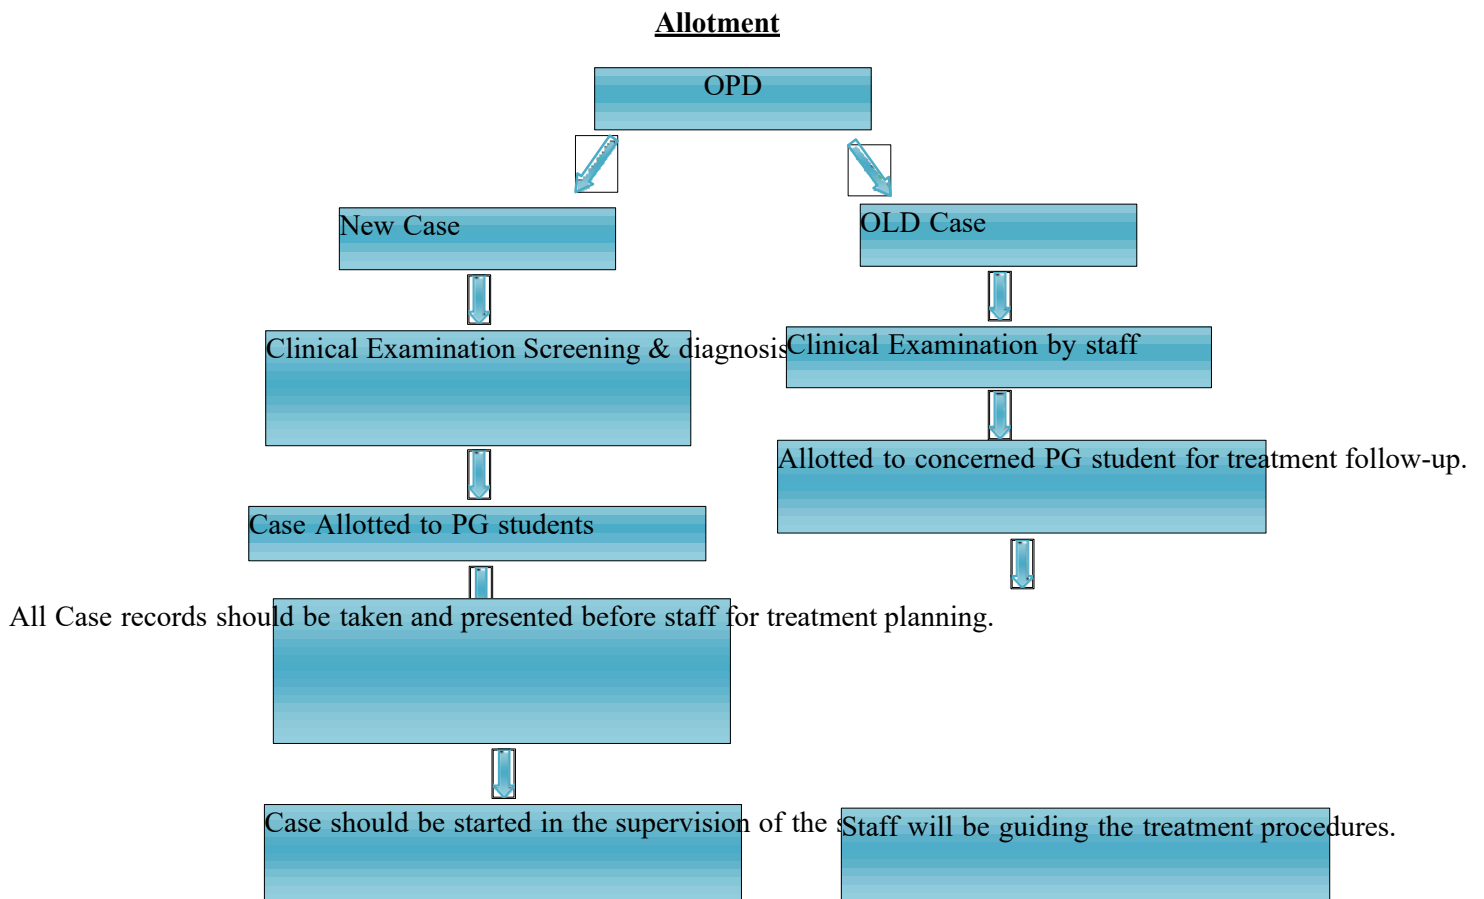 Allotment
OPD
New Case
OLD Case
Clinical Examination Screening & diagnosis
Clinical Examination by staff
Allotted to concerned PG student for treatment follow-up.
Case Allotted to PG students
All Case records should be taken and presented before staff for treatment planning.
Case should be started in the supervision of the
Staff will be guiding the treatment procedures.